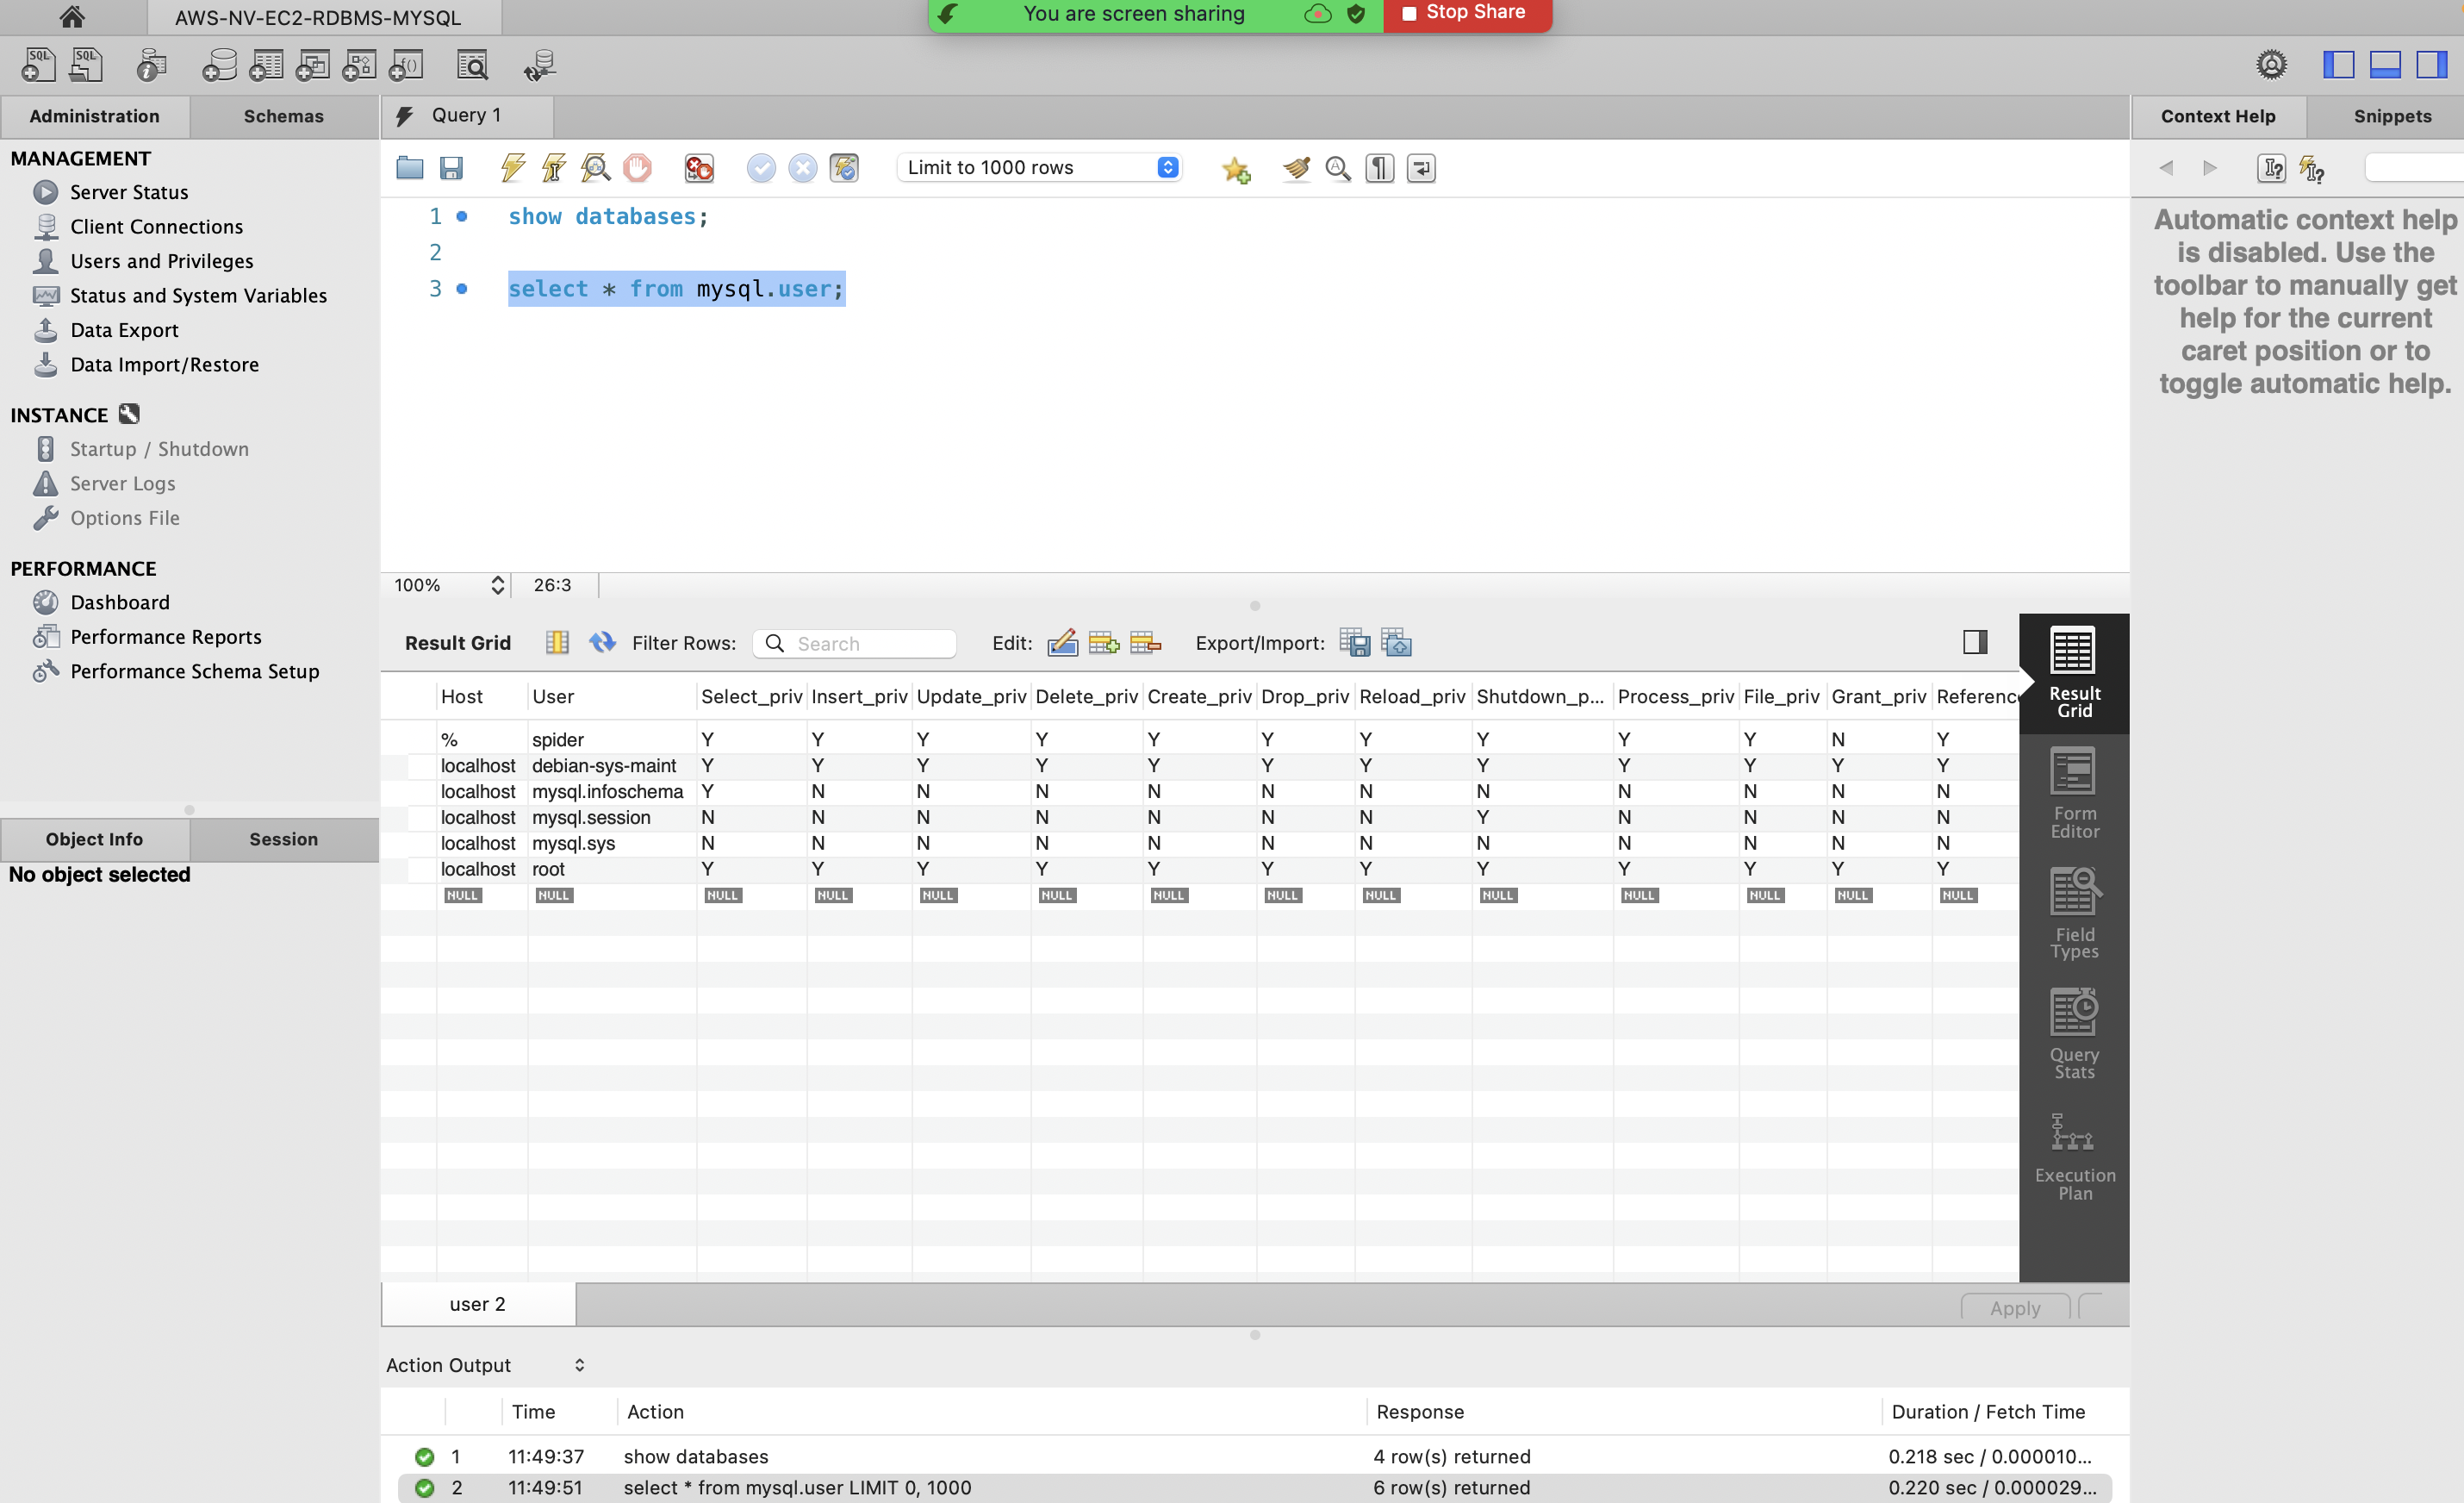 AWS-NV-EC2-RDBMS-MYSQL
You are screen sharing
Stop Share
Administration Schemas
Query 1
Context Help Snippets
MANAGEMENT
Server Status
Client Connections
Users and Privileges
Status and System Variables
Data Export
Data Import/Restore
INSTANCE
Startup / Shutdown
Server Logs
Options File
PERFORMANCE
Dashboard
Performance Reports
Performance Schema Setup
Object Info Session
No object selected
Limit to 1000 rows
1 show databases;
2
3 select * from mysql.user;
Automatic context help
is disabled. Use the
toolbar to manually get
help for the current
caret position or to
toggle automatic help.
100% 26:3
Result Grid Filter Rows: Search Edit: Export/Import:
Host User Select_priv Insert_priv Update_priv Delete_priv Create_priv Drop_priv Reload_priv Shutdown_p... Process_priv File_priv Grant_priv Referenc
% spider Y Y Y Y Y Y Y Y Y Y N Y
localhost debian-sys-maint Y Y Y Y Y Y Y Y Y Y Y Y
localhost mysql.infoschema Y N N N N N N N N N N N
localhost mysql.session N N N N N N N Y N N N N
localhost mysql.sys N N N N N N N N N N N N
localhost root Y Y Y Y Y Y Y Y Y Y Y Y
NULL NULL NULL NULL NULL NULL NULL NULL NULL NULL NULL NULL NULL NULL
Result
Grid
Form
Editor
Field
Types
Query
Stats
Execution
Plan
user 2
Apply
Action Output
Time Action Response Duration / Fetch Time
1 11:49:37 show databases 4 row(s) returned 0.218 sec / 0.000010...
2 11:49:51 select * from mysql.user LIMIT 0, 1000 6 row(s) returned 0.220 sec / 0.000029...